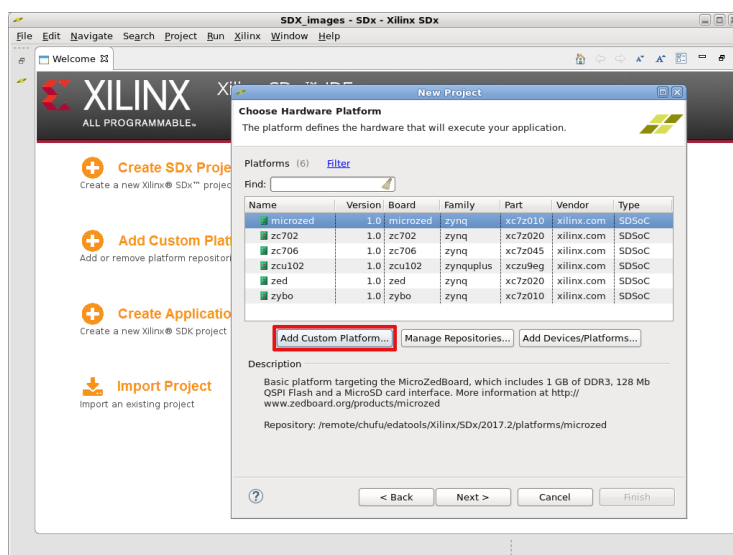 SDX_images - SDx - Xilinx SDx
File Edit Navigate Search Project Run Xilinx Window Help
Welcome
XILINX
ALL PROGRAMMABLE™
New Project
Choose Hardware Platform
The platform defines the hardware that will execute your application.
Platforms (6) Filter
Find:
Name Version Board Family Part Vendor Type
microzed 1.0 microzed zynq xc7z010 xilinx.com SDSoC
zc702 1.0 zc702 zynq xc7z020 xilinx.com SDSoC
zc706 1.0 zc706 zynq xc7z045 xilinx.com SDSoC
zcu102 1.0 zcu102 zynquplus xczu9eg xilinx.com SDSoC
zed 1.0 zed zynq xc7z020 xilinx.com SDSoC
zybo 1.0 zybo zynq xc7z010 xilinx.com SDSoC
Add Custom Platform... Manage Repositories... Add Devices/Platforms...
Description
Basic platform targeting the MicroZedBoard, which includes 1 GB of DDR3, 128 Mb
QSPI Flash and a MicroSD card interface. More information at http://
www.zedboard.org/products/microzed
Repository: /remote/chufu/edatools/Xilinx/SDx/2017.2/platforms/microzed
< Back Next > Cancel Finish
Create SDx Proje
Create a new Xilinx® SDx™ projec
Add Custom Plat
Add or remove platform repositori
Create Applicatio
Create a new Xilinx® SDK project
Import Project
Import an existing project